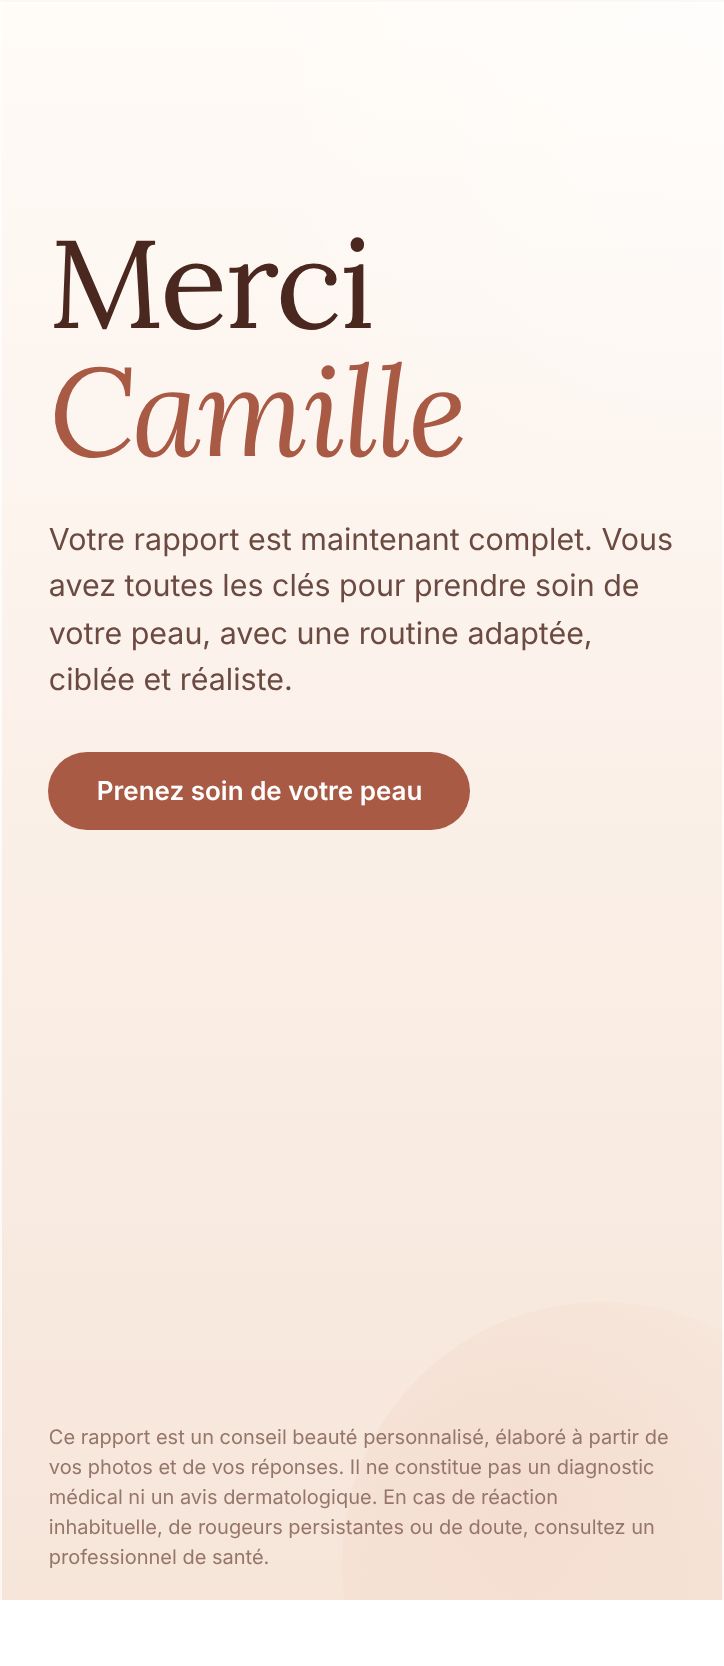 Merci
Camille
Votre rapport est maintenant complet. Vous
avez toutes les clés pour prendre soin de
votre peau, avec une routine adaptée,
ciblée et réaliste.
Prenez soin de votre peau
Ce rapport est un conseil beauté personnalisé, élaboré à partir de
vos photos et de vos réponses. Il ne constitue pas un diagnostic
médical ni un avis dermatologique. En cas de réaction
inhabituelle, de rougeurs persistantes ou de doute, consultez un
professionnel de santé.